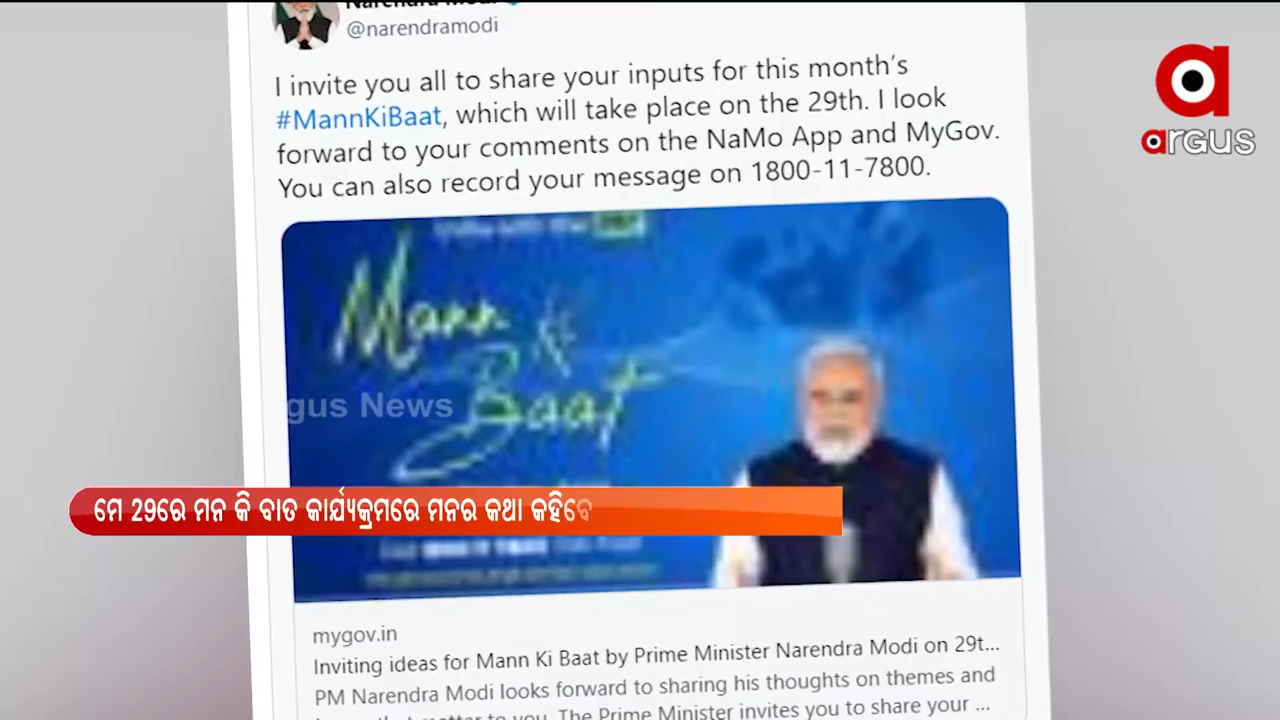 Narendra Modi
@narendramodi
I invite you all to share your inputs for this month's
#MannKiBaat, which will take place on the 29th. I look
forward to your comments on the NaMo App and MyGov.
You can also record your message on 1800-11-7800.
argus
Mann
Ki
Baat
gus News
ମେ 29ରେ ମନ କି ବାତ କାର୍ଯ୍ୟକ୍ରମରେ ମନର କଥା କହିବେ
mygov.in
Inviting ideas for Mann Ki Baat by Prime Minister Narendra Modi on 29t...
PM Narendra Modi looks forward to sharing his thoughts on themes and
to you. The Prime Minister invites you to share your ...